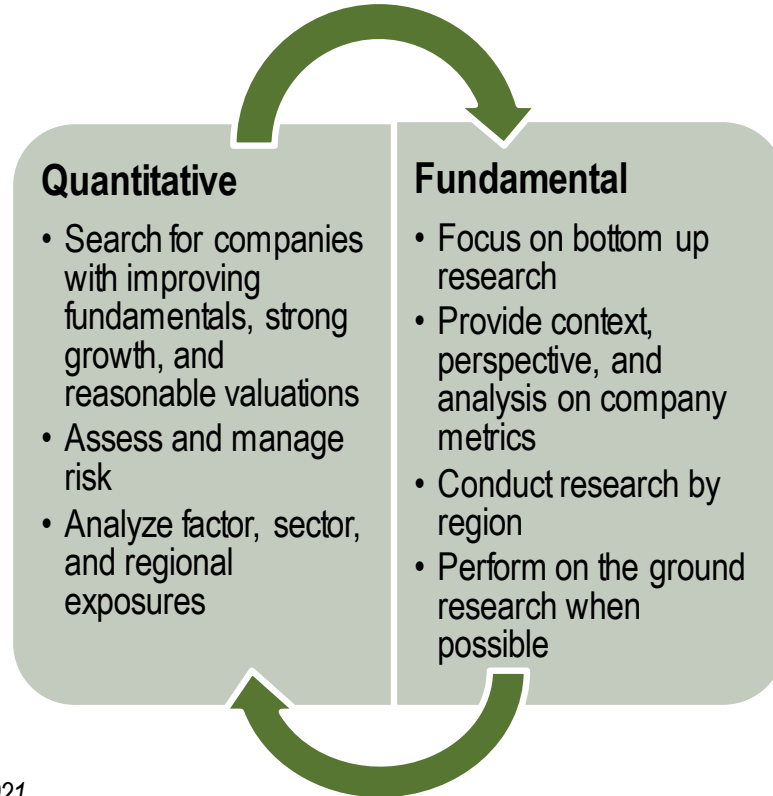 Quantitative
• Search for companies
with improving
fundamentals, strong
growth, and
reasonable valuations
• Assess and manage
risk
• Analyze factor, sector,
and regional
exposures
Fundamental
• Focus on bottom up
research
• Provide context,
perspective, and
analysis on company
metrics
• Conduct research by
region
• Perform on the ground
research when
possible